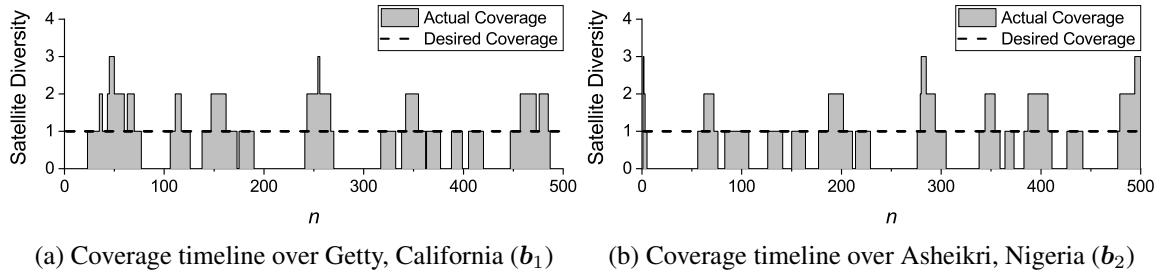 4
3
2
1
0
Satellite Diversity
Actual Coverage
Desired Coverage
0 100 200 300 400 500
n
(a) Coverage timeline over Getty, California (b₁)
4
3
2
1
0
Satellite Diversity
Actual Coverage
Desired Coverage
0 100 200 300 400 500
n
(b) Coverage timeline over Asheikri, Nigeria (b₂)